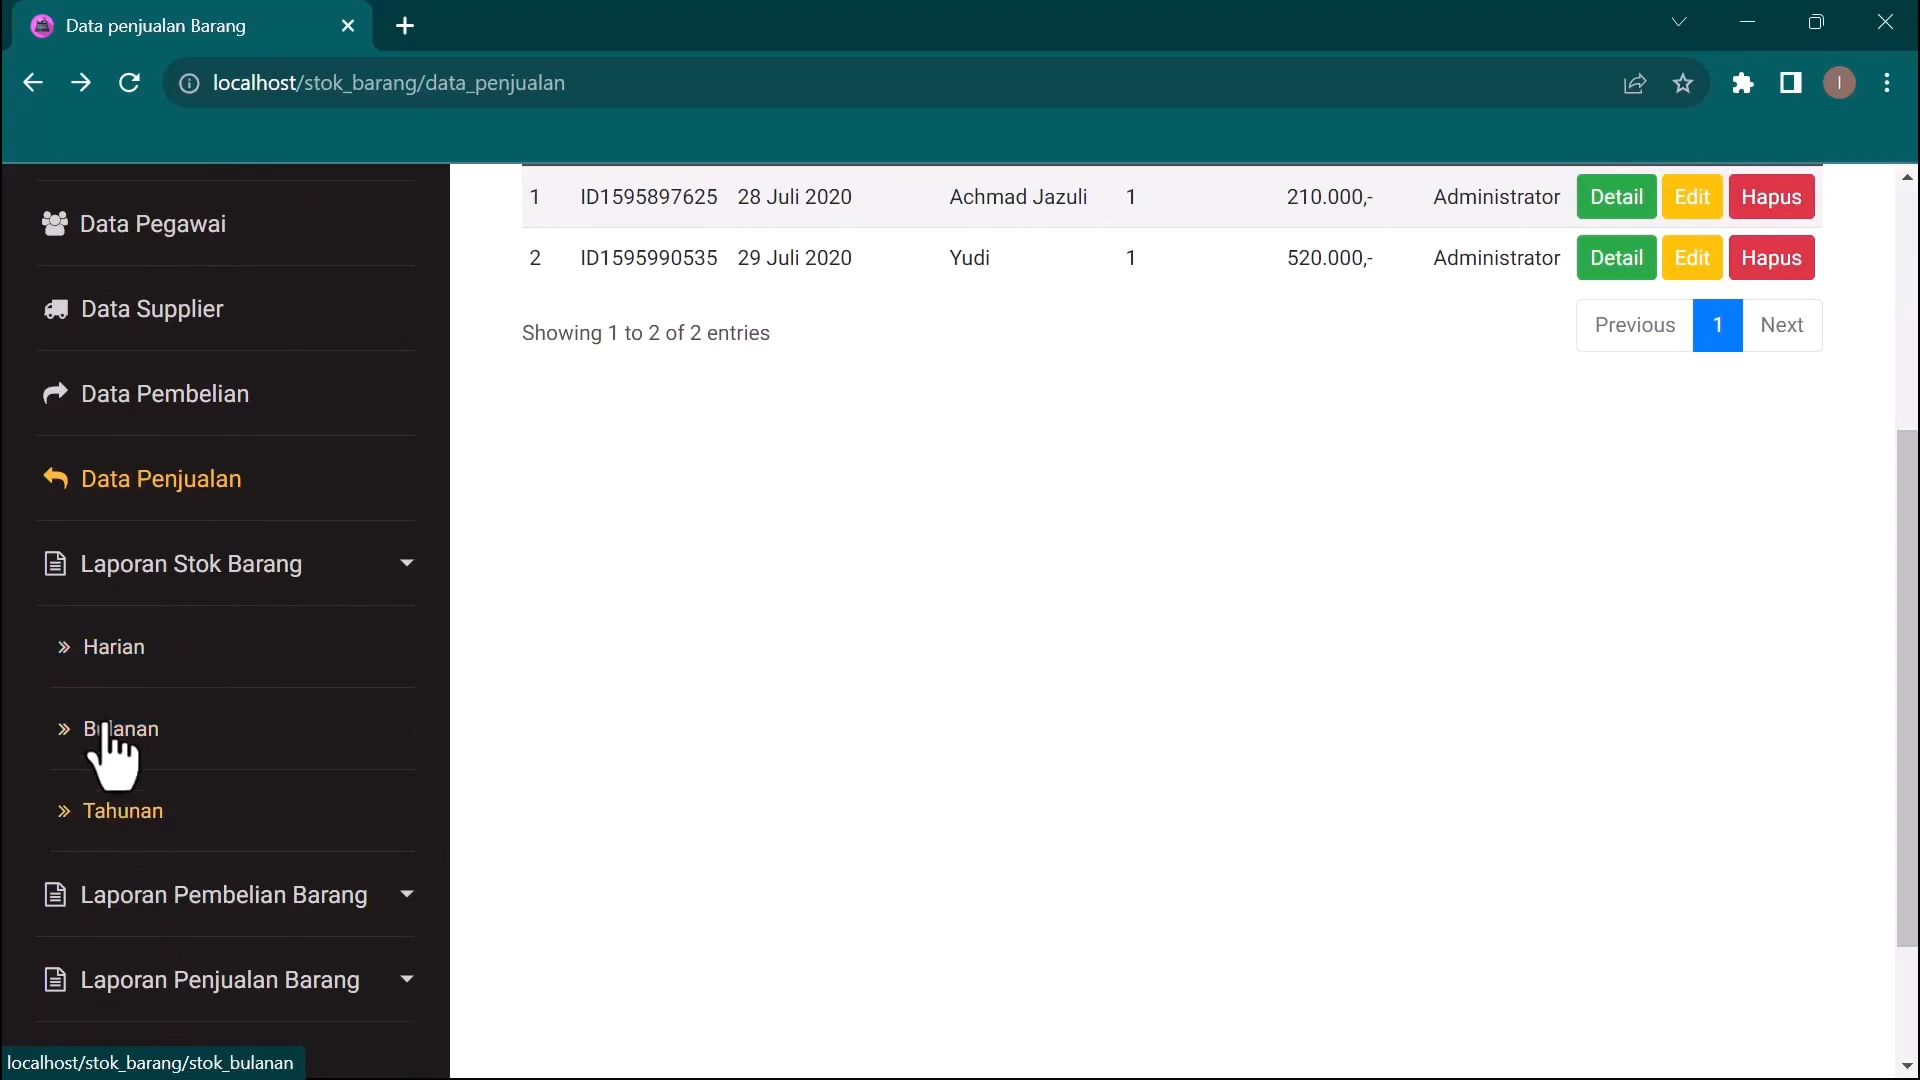 Data penjualan Barang
localhost/stok_barang/data_penjualan
I
Data Pegawai
Data Supplier
Data Pembelian
Data Penjualan
Laporan Stok Barang
Harian
Bulanan
Tahunan
Laporan Pembelian Barang
Laporan Penjualan Barang
1 ID1595897625 28 Juli 2020 Achmad Jazuli 1 210.000,- Administrator Detail Edit Hapus
2 ID1595990535 29 Juli 2020 Yudi 1 520.000,- Administrator Detail Edit Hapus
Showing 1 to 2 of 2 entries
Previous 1 Next
localhost/stok_barang/stok_bulanan